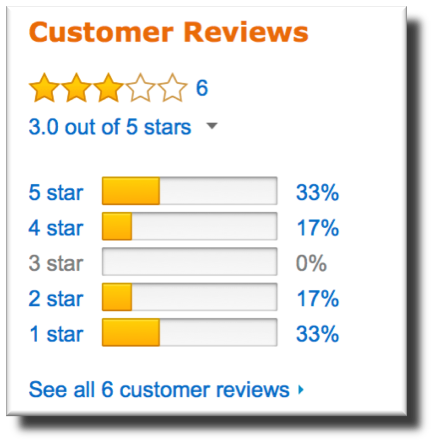 Customer Reviews
6
3.0 out of 5 stars
5 star 33%
4 star 17%
3 star 0%
2 star 17%
1 star 33%
See all 6 customer reviews